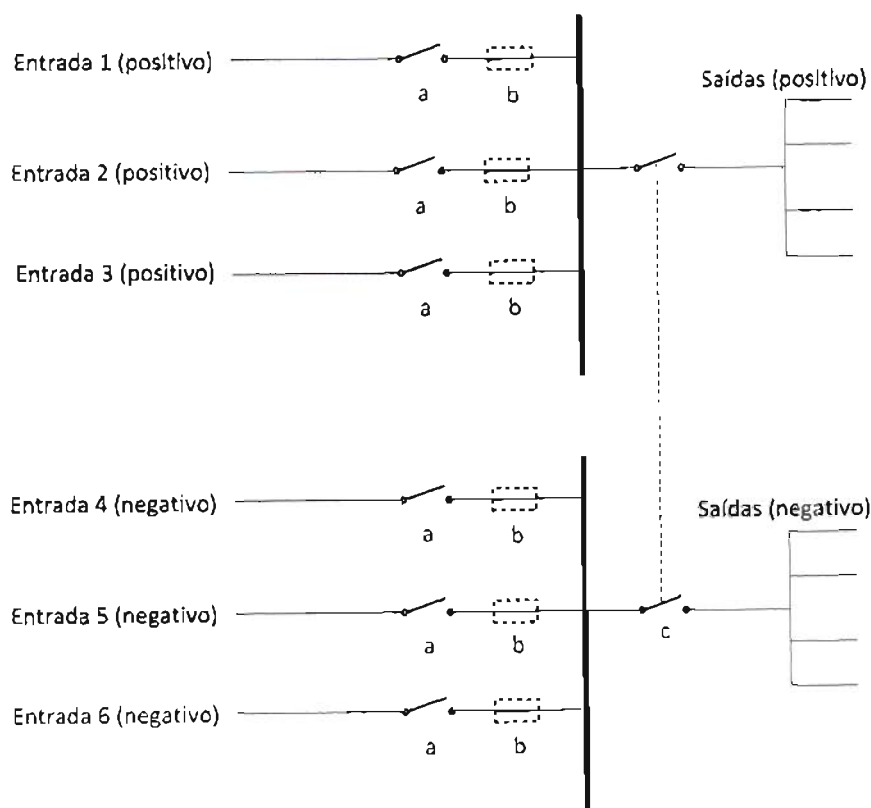 Entrada 1 (positivo)
a
b
Saídas (positivo)
Entrada 2 (positivo)
a
b
Entrada 3 (positivo)
a
b
Entrada 4 (negativo)
a
b
Saídas (negativo)
Entrada 5 (negativo)
a
b
c
Entrada 6 (negativo)
a
b